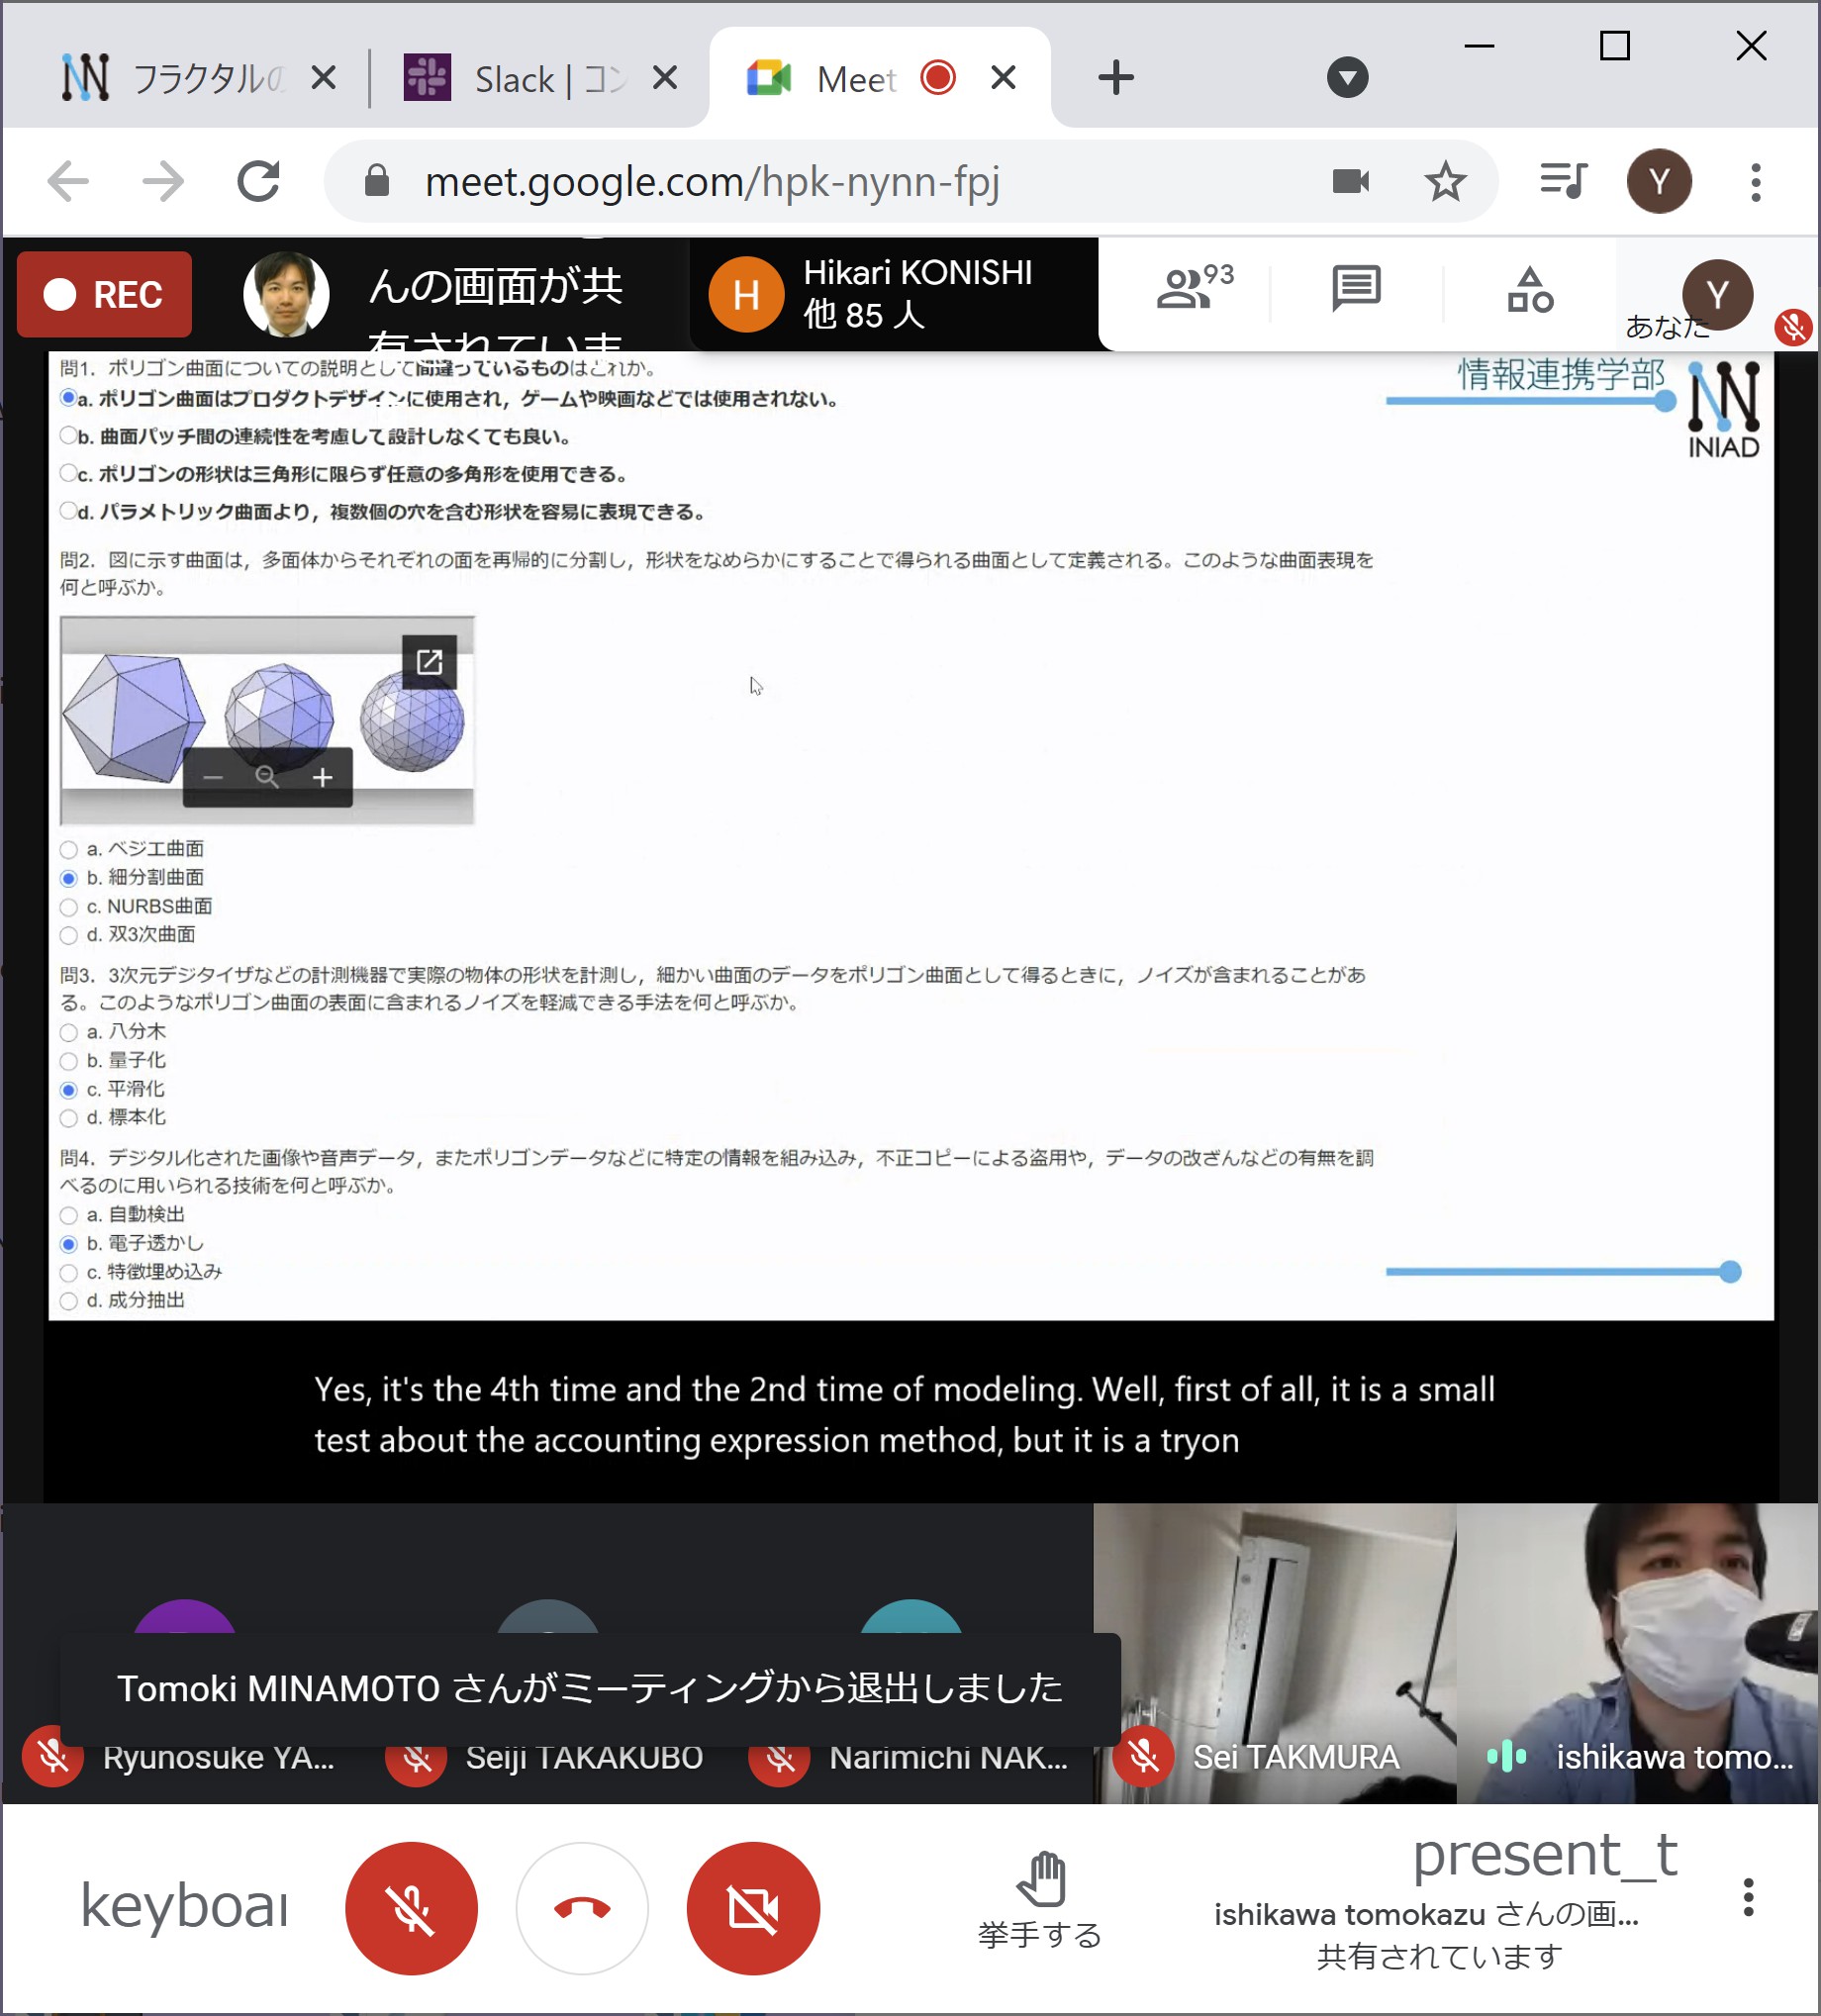 フラクタルの
Slack | コン
Meet
meet.google.com/hpk-nynn-fpj
Y
REC
んの画面が共
有されていま
H
Hikari KONISHI
他 85 人
93
Y
あなた
問1．ポリゴン曲面についての説明として間違っているものはどれか。
a. ポリゴン曲面はプロダクトデザインに使用され，ゲームや映画などでは使用されない。
b. 曲面パッチ間の連続性を考慮して設計しなくても良い。
c. ポリゴンの形状は三角形に限らず任意の多角形を使用できる。
d. パラメトリック曲面より，複数個の穴を含む形状を容易に表現できる。
情報連携学部
INIAD
問2．図に示す曲面は，多面体からそれぞれの面を再帰的に分割し，形状をなめらかにすることで得られる曲面として定義される。このような曲面表現を
何と呼ぶか。
a. ベジエ曲面
b. 細分割曲面
c. NURBS曲面
d. 双3次曲面
問3．3次元デジタイザなどの計測機器で実際の物体の形状を計測し，細かい曲面のデータをポリゴン曲面として得るときに，ノイズが含まれることがあ
る。このようなポリゴン曲面の表面に含まれるノイズを軽減できる手法を何と呼ぶか。
a. 八分木
b. 量子化
c. 平滑化
d. 標本化
問4．デジタル化された画像や音声データ，またポリゴンデータなどに特定の情報を組み込み，不正コピーによる盗用や，データの改ざんなどの有無を調
べるのに用いられる技術を何と呼ぶか。
a. 自動検出
b. 電子透かし
c. 特徴埋め込み
d. 成分抽出
Yes, it's the 4th time and the 2nd time of modeling. Well, first of all, it is a small
test about the accounting expression method, but it is a tryon
Tomoki MINAMOTO さんがミーティングから退出しました
Ryunosuke YA...
Seiji TAKAKUBO
Narimichi NAK...
Sei TAKMURA
ishikawa tomo...
keyboar
挙手する
present_t
ishikawa tomokazu さんの画...
共有されています